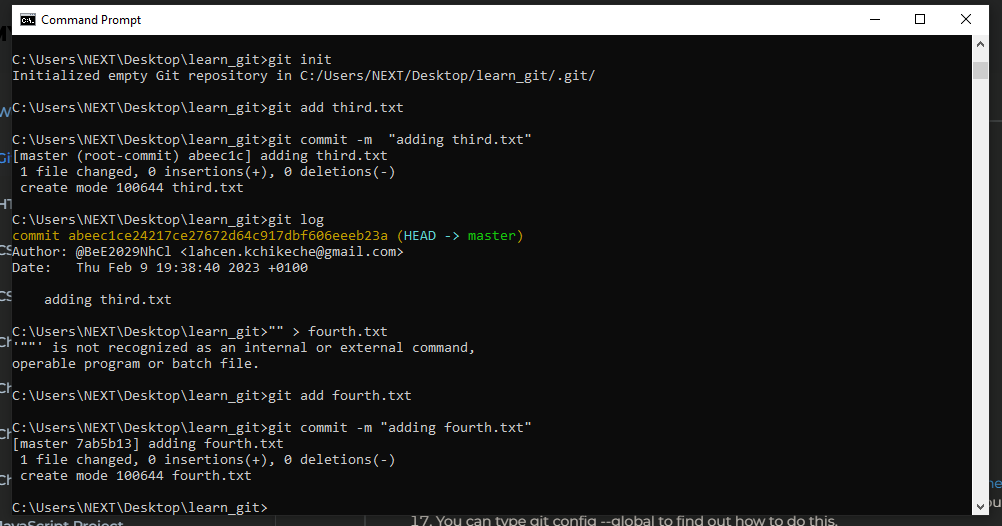 Command Prompt
C:\Users\NEXT\Desktop\learn_git>git init
Initialized empty Git repository in C:/Users/NEXT/Desktop/learn_git/.git/
C:\Users\NEXT\Desktop\learn_git>git add third.txt
C:\Users\NEXT\Desktop\learn_git>git commit -m  "adding third.txt"
[master (root-commit) abeec1c] adding third.txt
 1 file changed, 0 insertions(+), 0 deletions(-)
 create mode 100644 third.txt
C:\Users\NEXT\Desktop\learn_git>git log
commit abeec1ce24217ce27672d64c917dbf606eeeb23a (HEAD -> master)
Author: @BeE2029NhCl <lahcen.kchikeche@gmail.com>
Date:   Thu Feb 9 19:38:40 2023 +0100
    adding third.txt
C:\Users\NEXT\Desktop\learn_git>"" > fourth.txt
'""' is not recognized as an internal or external command,
operable program or batch file.
C:\Users\NEXT\Desktop\learn_git>git add fourth.txt
C:\Users\NEXT\Desktop\learn_git>git commit -m "adding fourth.txt"
[master 7ab5b13] adding fourth.txt
 1 file changed, 0 insertions(+), 0 deletions(-)
 create mode 100644 fourth.txt
C:\Users\NEXT\Desktop\learn_git>
JavaScript Project
17. You can type git config --global to find out how to do this.